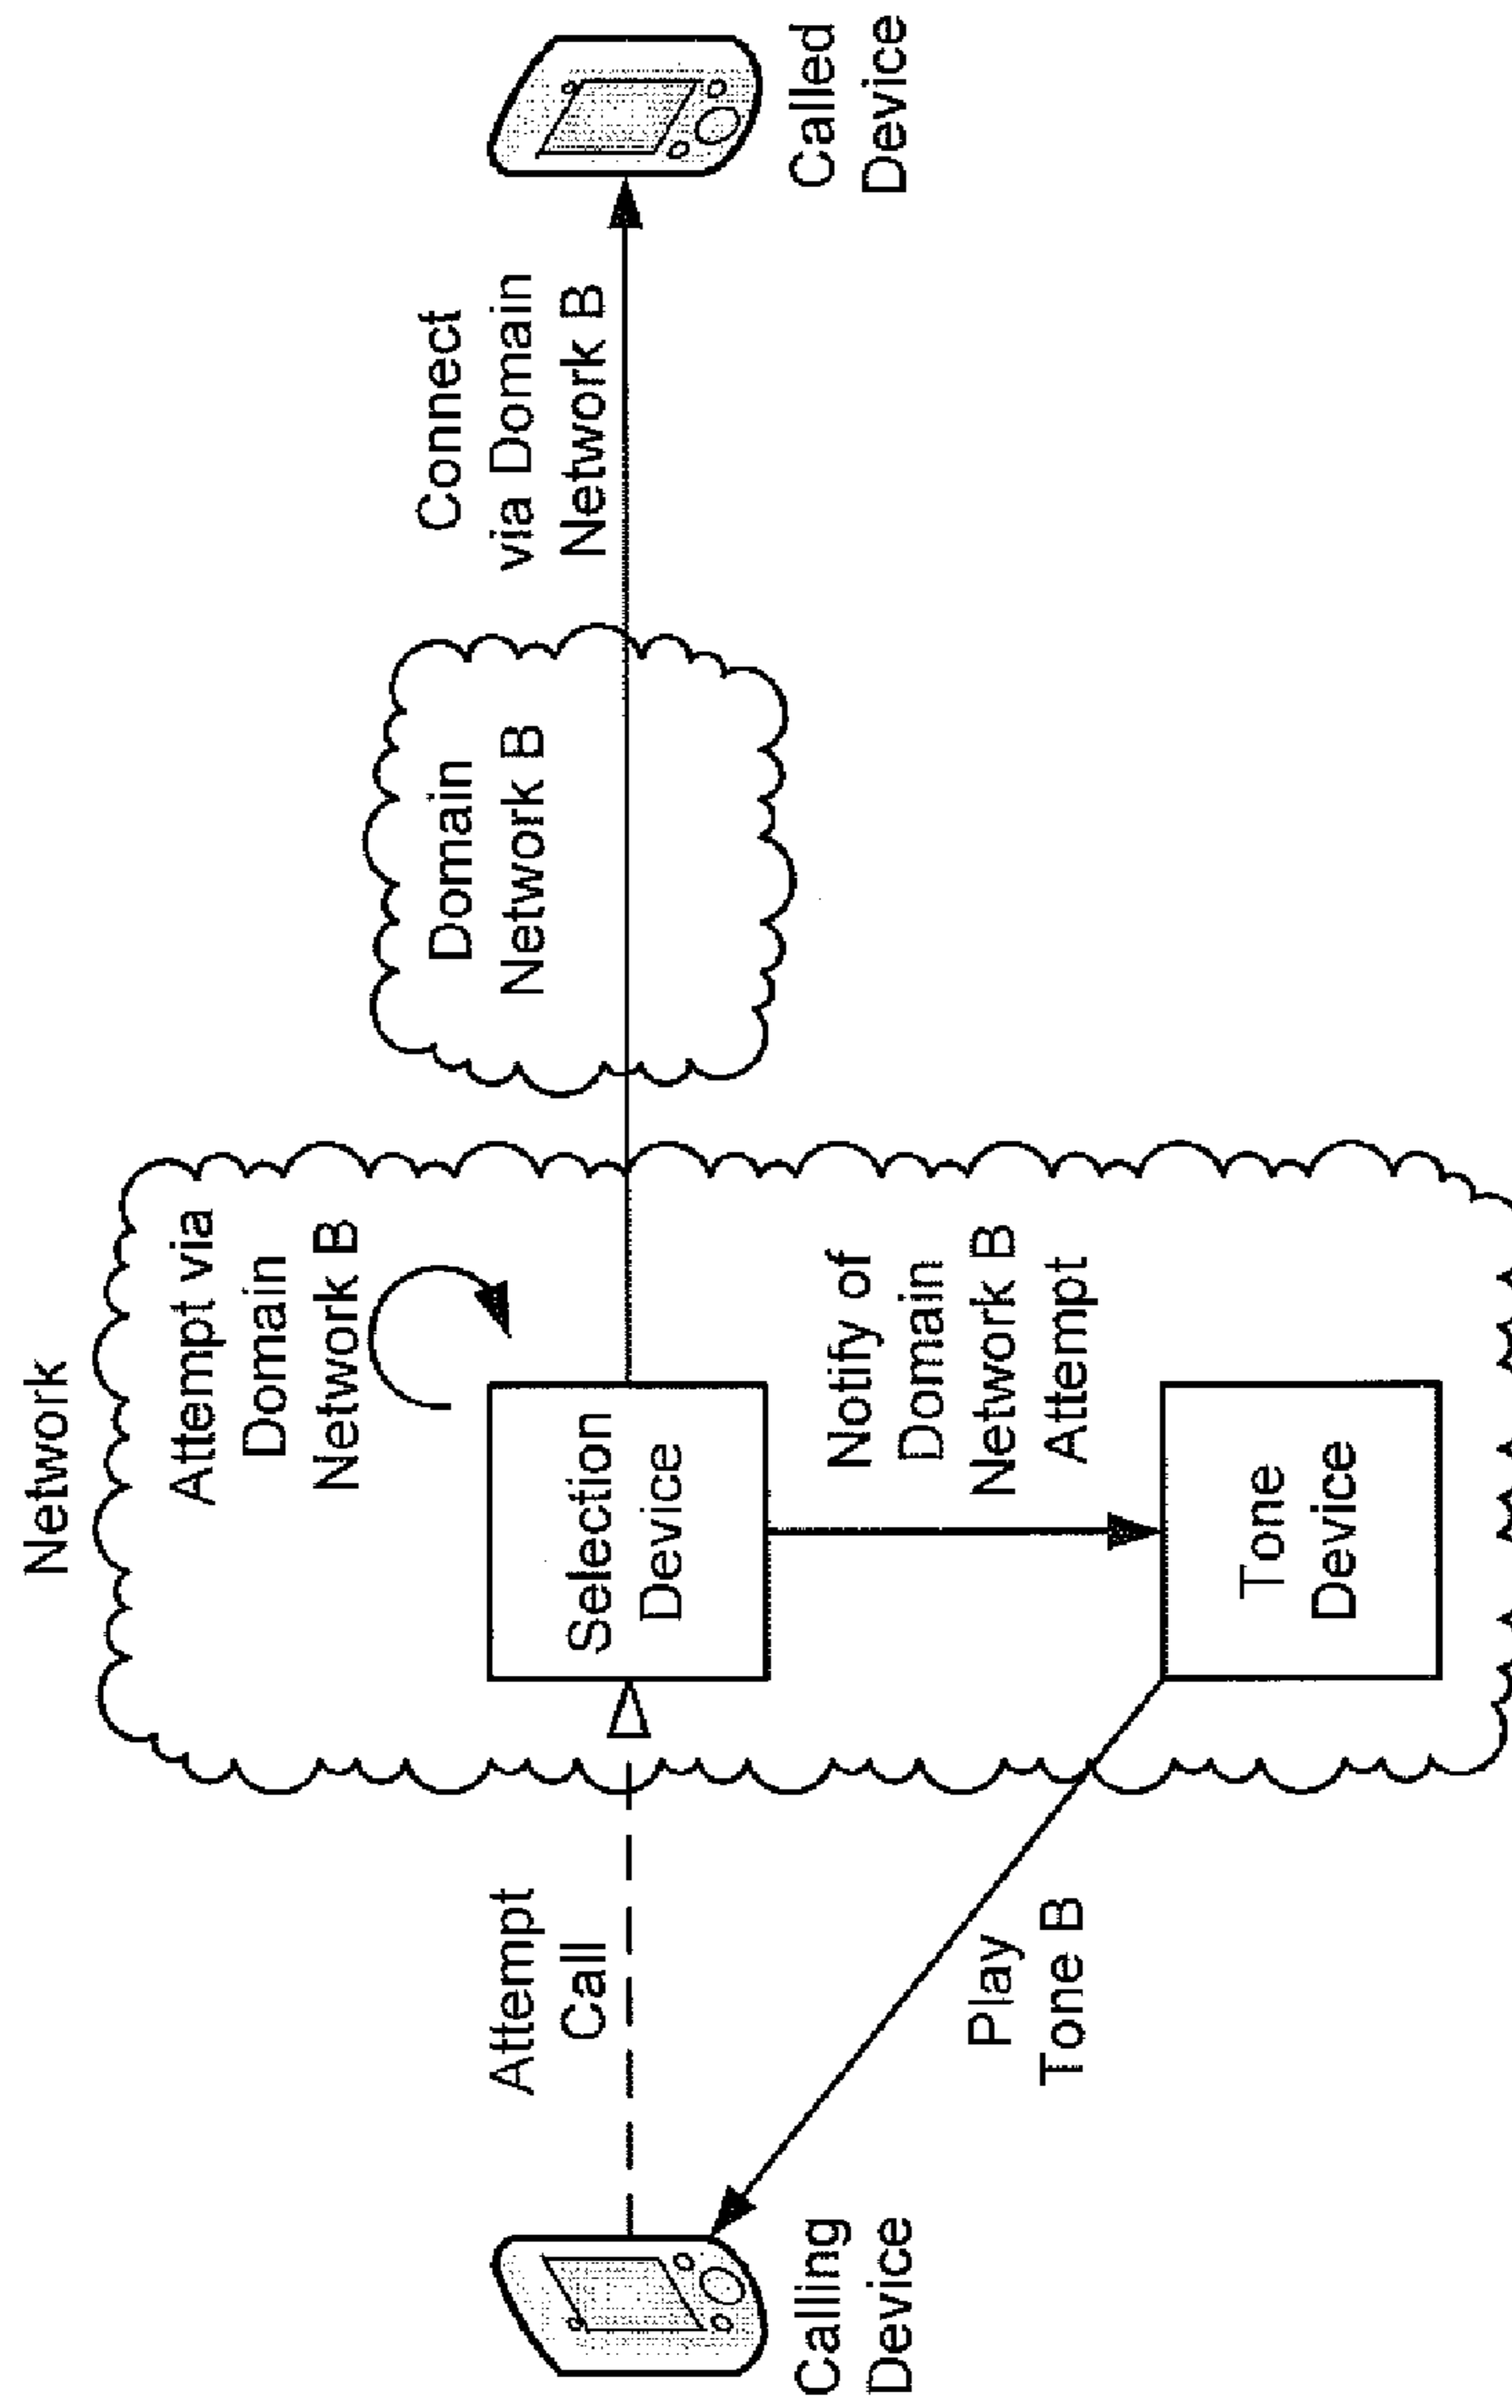 Network
Attempt via
Domain
Network B
Attempt
Call
Selection
Device
Domain
Network B
Connect
via Domain
Network B
Notify of
Domain
Network B
Attempt
Calling
Device
Called
Device
Play
Tone B
Tone
Device